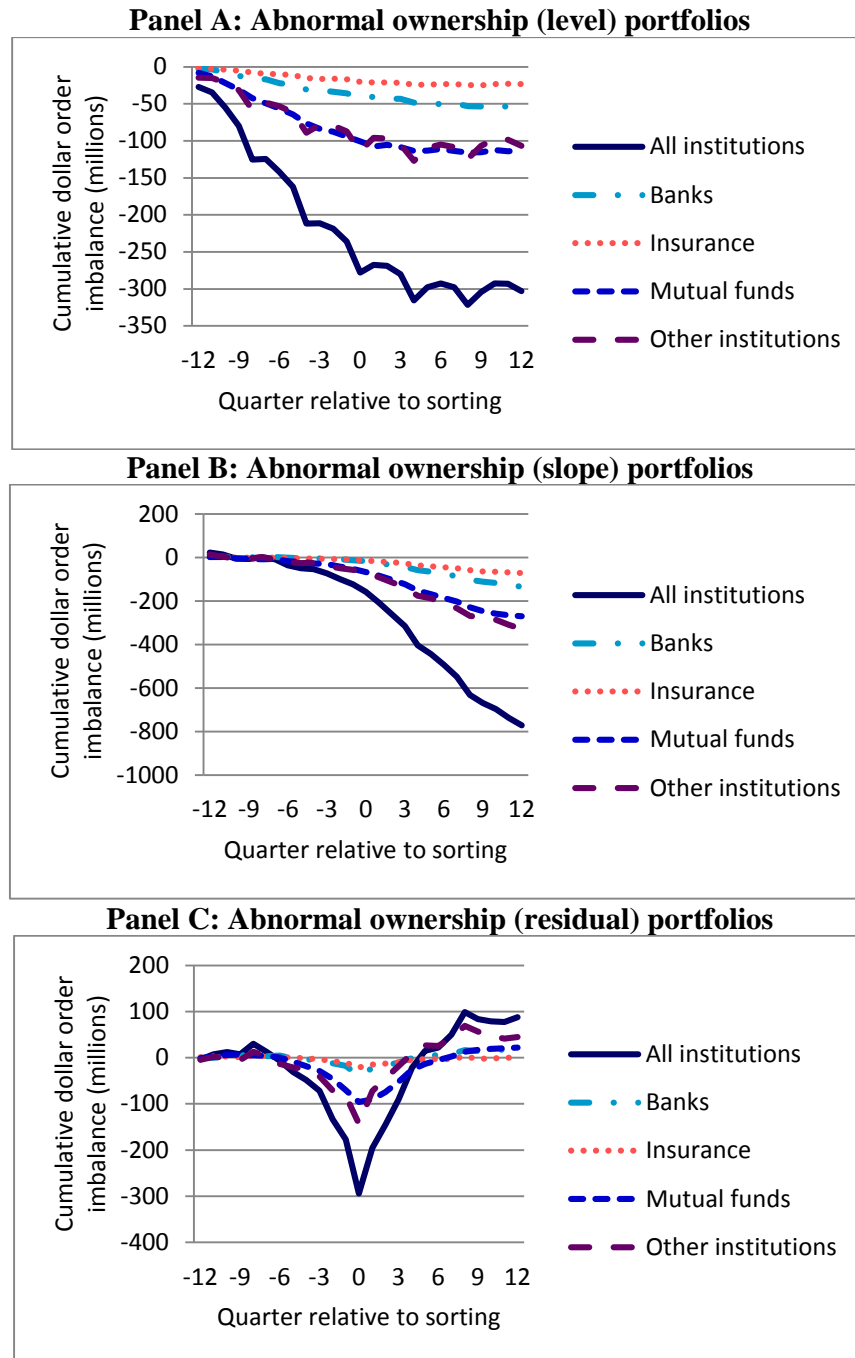 Panel A: Abnormal ownership (level) portfolios
Cumulative dollar order
imbalance (millions)
0
-50
-100
-150
-200
-250
-300
-350
-12 -9 -6 -3 0 3 6 9 12
Quarter relative to sorting
All institutions
Banks
Insurance
Mutual funds
Other institutions
Panel B: Abnormal ownership (slope) portfolios
Cumulative dollar order
imbalance (millions)
200
0
-200
-400
-600
-800
-1000
-12 -9 -6 -3 0 3 6 9 12
Quarter relative to sorting
All institutions
Banks
Insurance
Mutual funds
Other institutions
Panel C: Abnormal ownership (residual) portfolios
Cumulative dollar order
imbalance (millions)
200
100
0
-100
-200
-300
-400
-12 -9 -6 -3 0 3 6 9 12
Quarter relative to sorting
All institutions
Banks
Insurance
Mutual funds
Other institutions